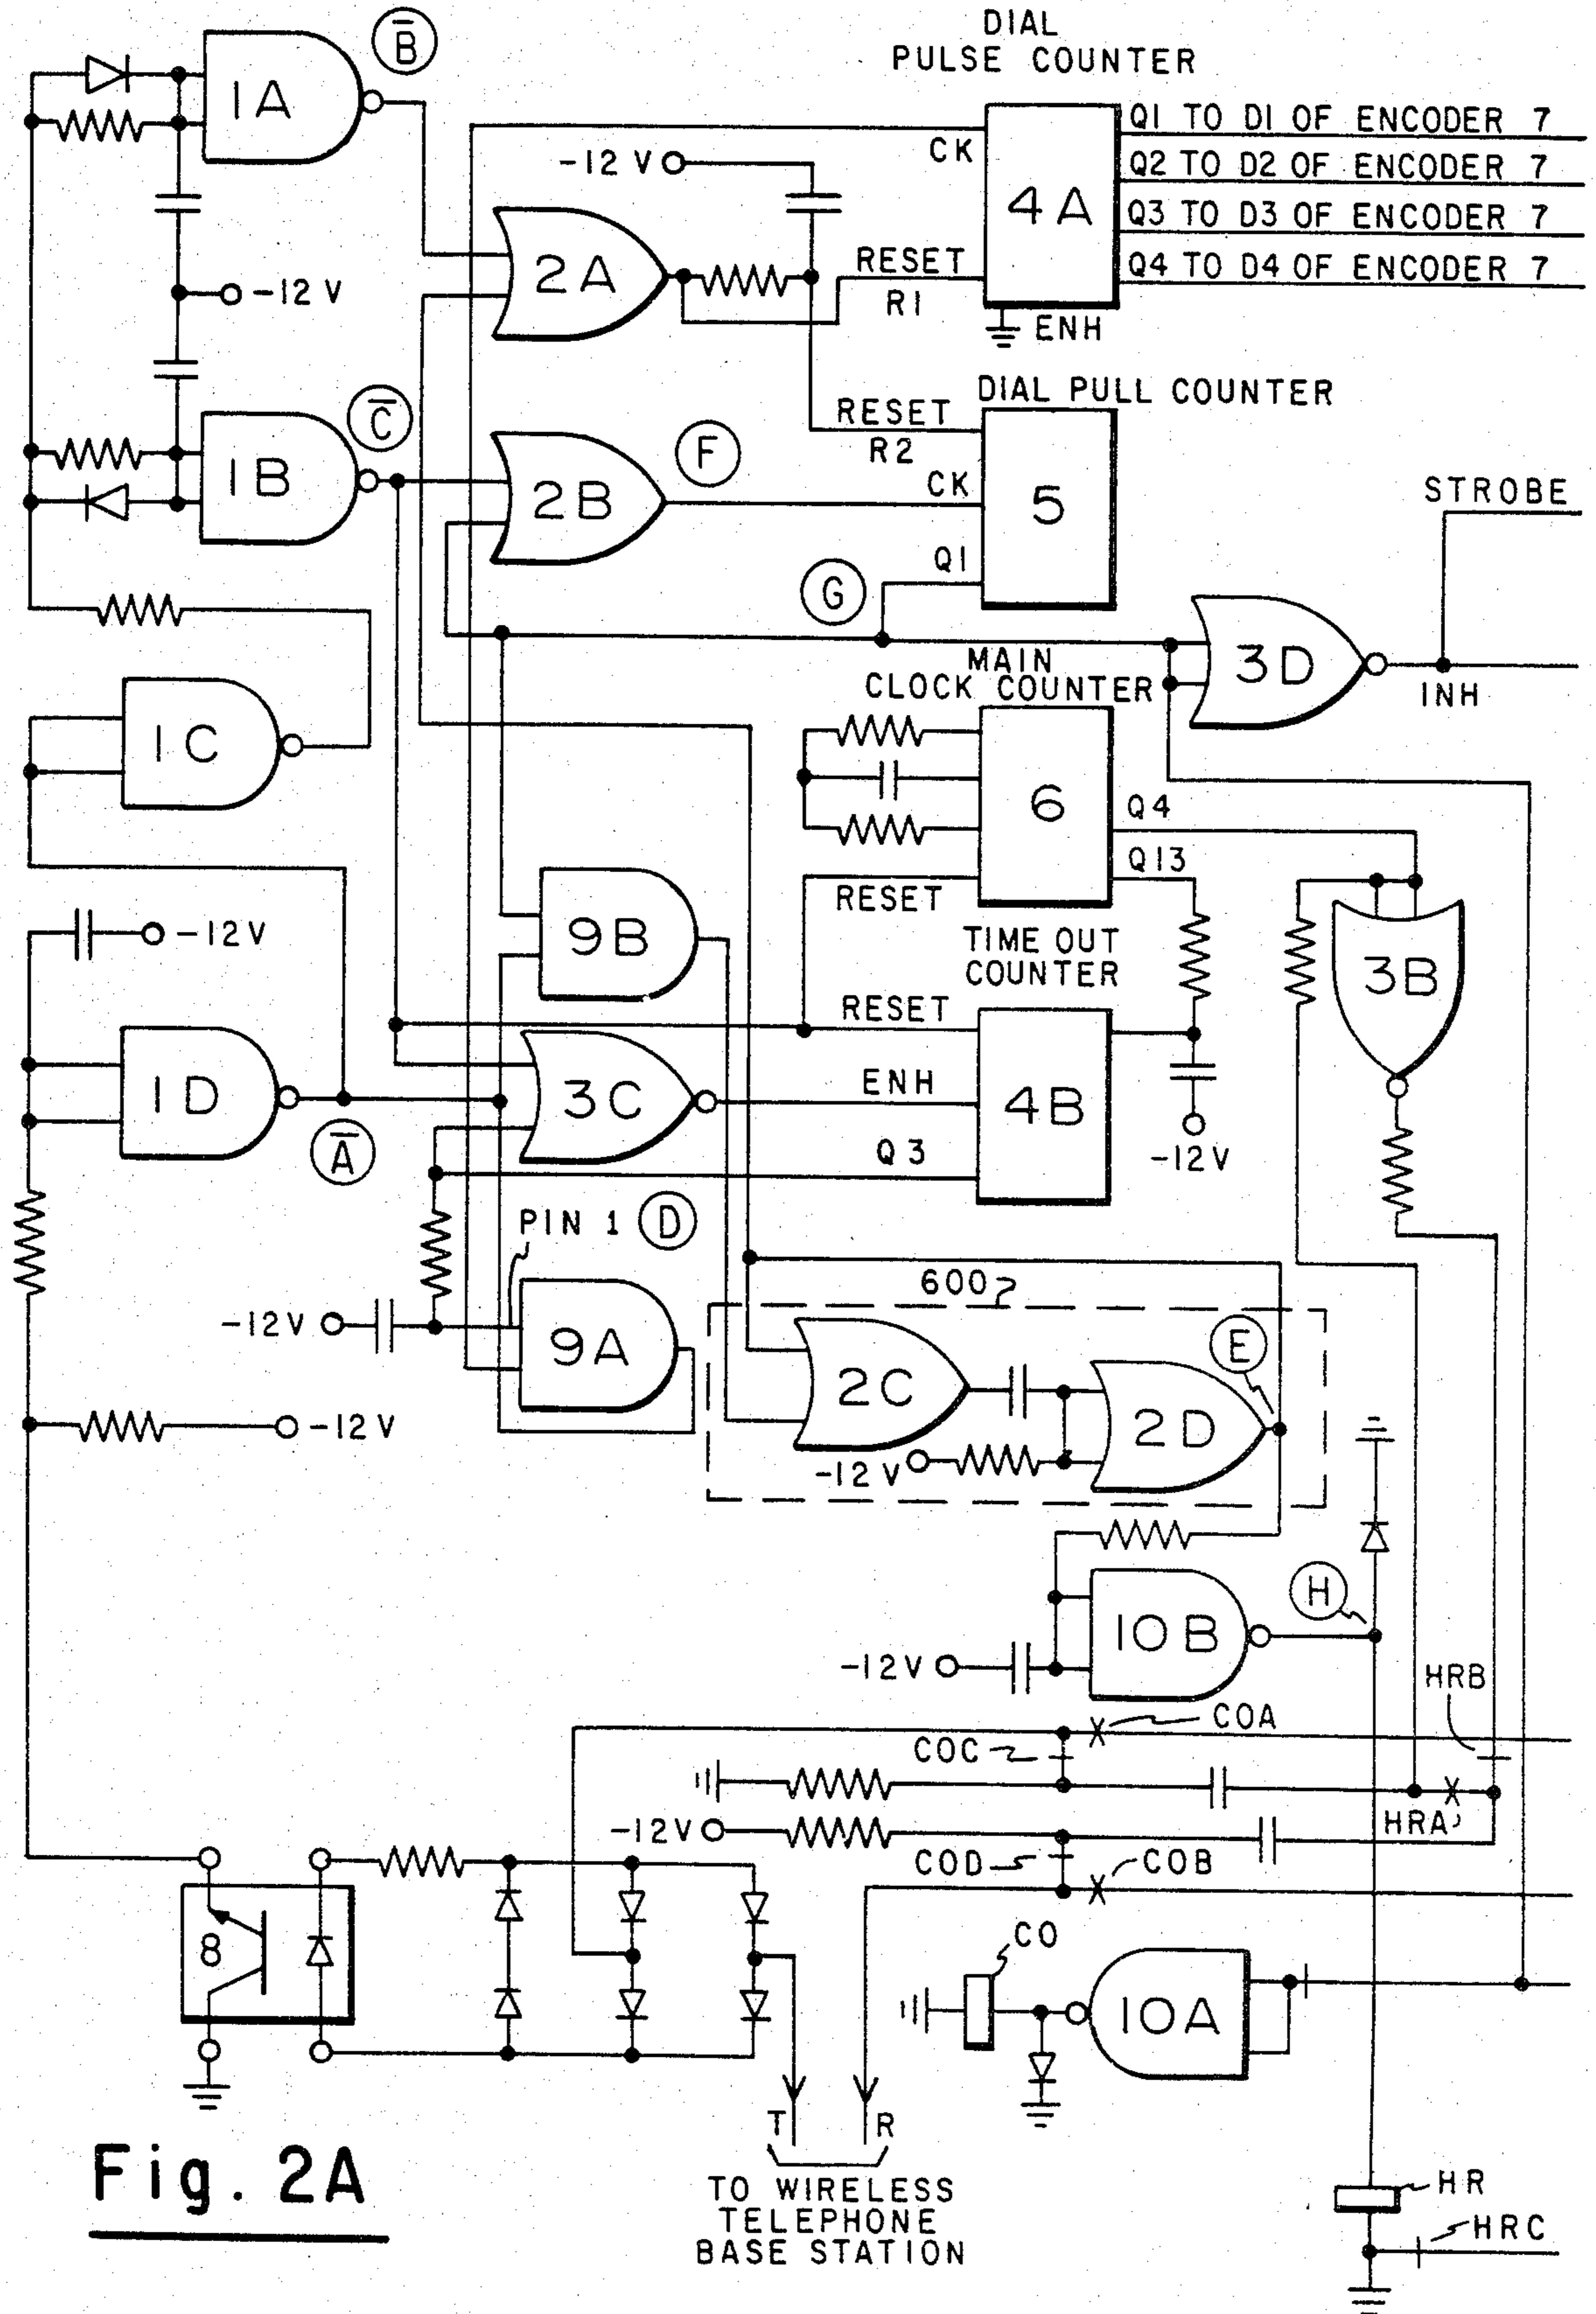 DIAL
PULSE COUNTER
B̅
1A
Q1 TO D1 OF ENCODER 7
CK
-12 V
Q2 TO D2 OF ENCODER 7
4A
Q3 TO D3 OF ENCODER 7
2A
RESET
Q4 TO D4 OF ENCODER 7
-12 V
R1
ENH
DIAL PULL COUNTER
C̅
RESET
F
R2
1B
2B
CK
5
STROBE
Q1
G
3D
MAIN
CLOCK COUNTER
INH
1C
6
Q4
Q13
RESET
9B
-12V
TIME OUT
COUNTER
3B
RESET
1D
3C
ENH
4B
A̅
Q3
-12V
PIN 1
D
600
-12V
9A
E
2C
2D
-12V
-12 V
H
10B
-12V
HRB
COA
COC
HRA
-12V
COD
COB
8
CO
10A
T
R
Fig. 2A
TO WIRELESS
TELEPHONE
BASE STATION
HR
HRC